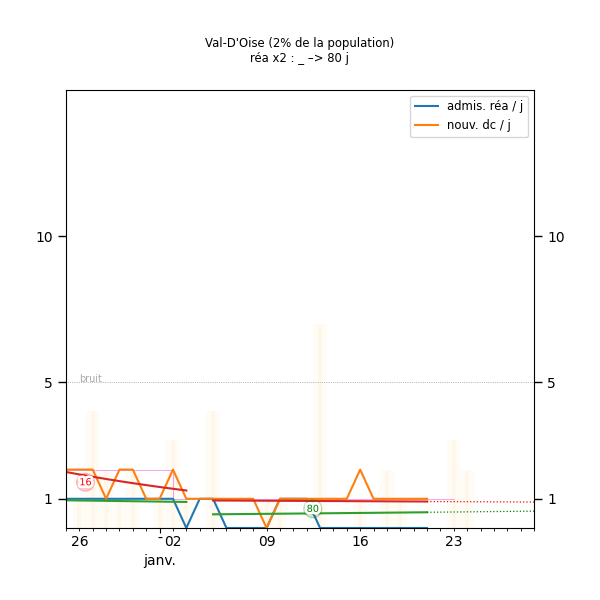 Val-D'Oise (2% de la population)
réa x2 : _ –> 80 j
admis. réa / j
nouv. dc / j
10 10
bruit
5 5
16
80
1 1
26 02 09 16 23
janv.